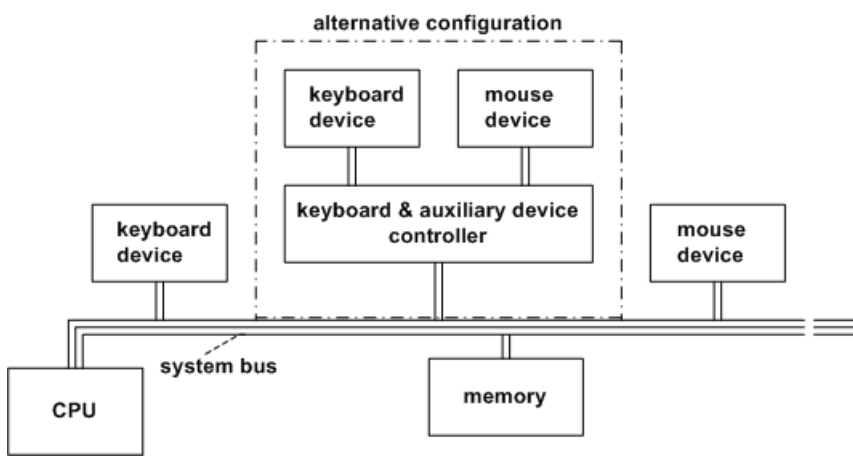 alternative configuration
keyboard
device
mouse
device
keyboard & auxiliary device
controller
keyboard
device
mouse
device
system bus
CPU
memory